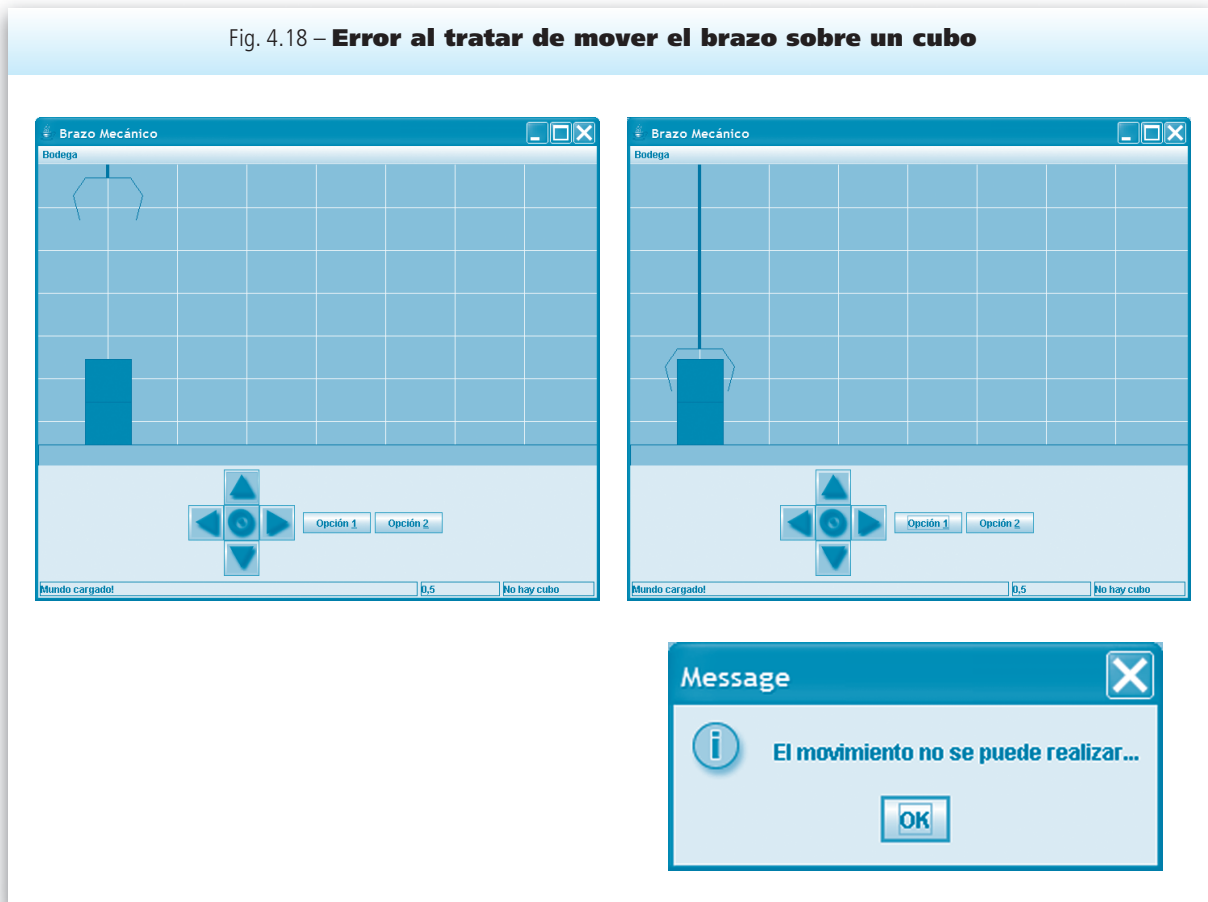 Fig. 4.18 – Error al tratar de mover el brazo sobre un cubo
Brazo Mecánico
Bodega
Opción 1
Opción 2
Mundo cargado!
0,5
No hay cubo
Brazo Mecánico
Bodega
Opción 1
Opción 2
Mundo cargado!
0,5
No hay cubo
Message
El movimiento no se puede realizar...
OK